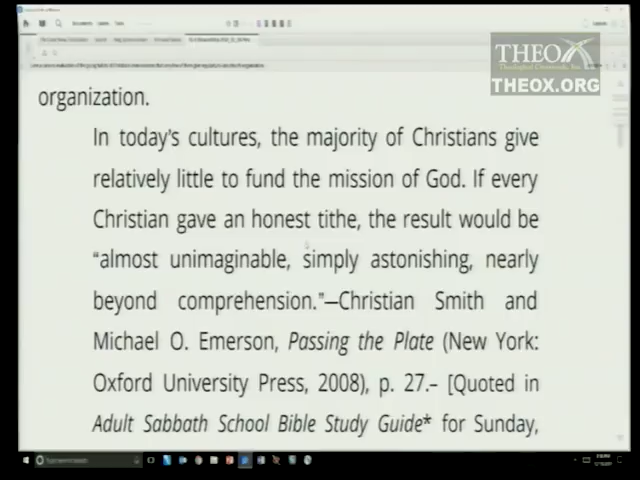 THEOX
THEOX.ORG
organization.
In today's cultures, the majority of Christians give
relatively little to fund the mission of God. If every
Christian gave an honest tithe, the result would be
“almost unimaginable, simply astonishing, nearly
beyond comprehension.”—Christian Smith and
Michael O. Emerson, Passing the Plate (New York:
Oxford University Press, 2008), p. 27.– [Quoted in
Adult Sabbath School Bible Study Guide* for Sunday,